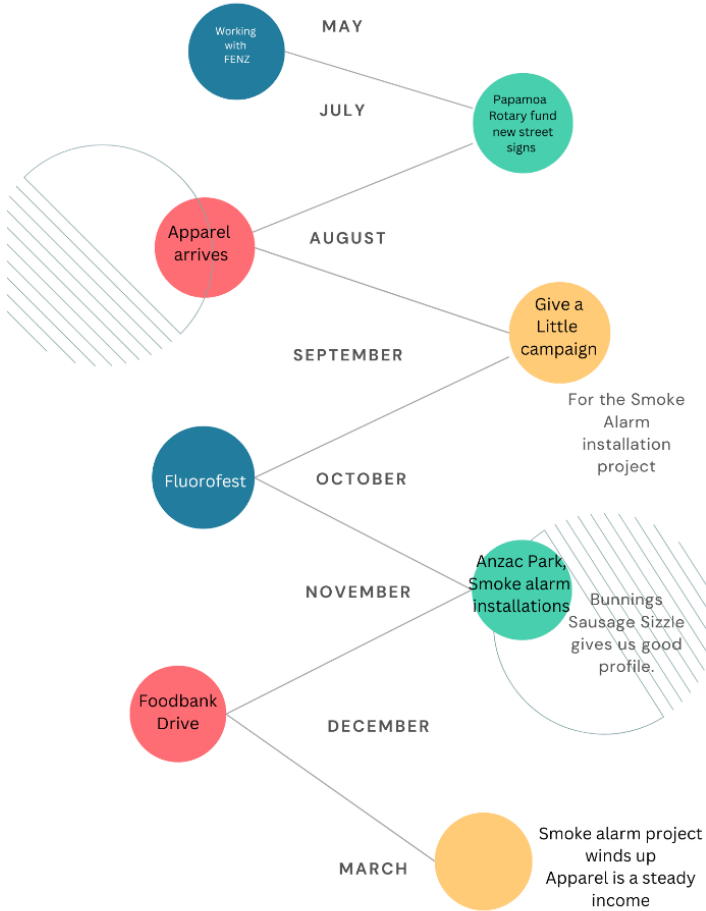 Working
with
FENZ
MAY
Papamoa
Rotary fund
new street
signs
JULY
Apparel
arrives
AUGUST
Give a
Little
campaign
For the Smoke
Alarm
installation
project
SEPTEMBER
Fluorofest
OCTOBER
Anzac Park,
Smoke alarm
installations
Bunnings
Sausage Sizzle
gives us good
profile.
NOVEMBER
Foodbank
Drive
DECEMBER
Smoke alarm project
winds up
Apparel is a steady
income
MARCH